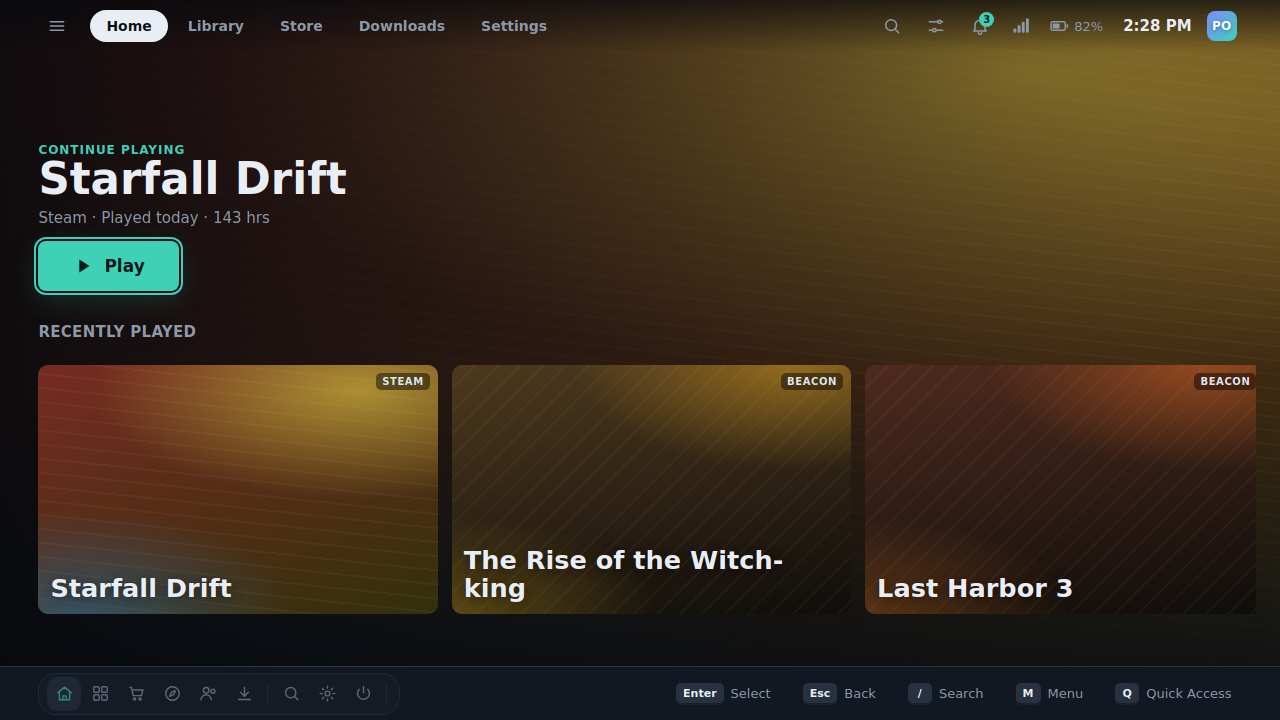 Home Library Store Downloads Settings 3 82% 2:28 PM PO
CONTINUE PLAYING
Starfall Drift
Steam · Played today · 143 hrs
Play
RECENTLY PLAYED
STEAM
Starfall Drift
BEACON
The Rise of the Witch-
king
BEACON
Last Harbor 3
Enter Select Esc Back / Search M Menu Q Quick Access